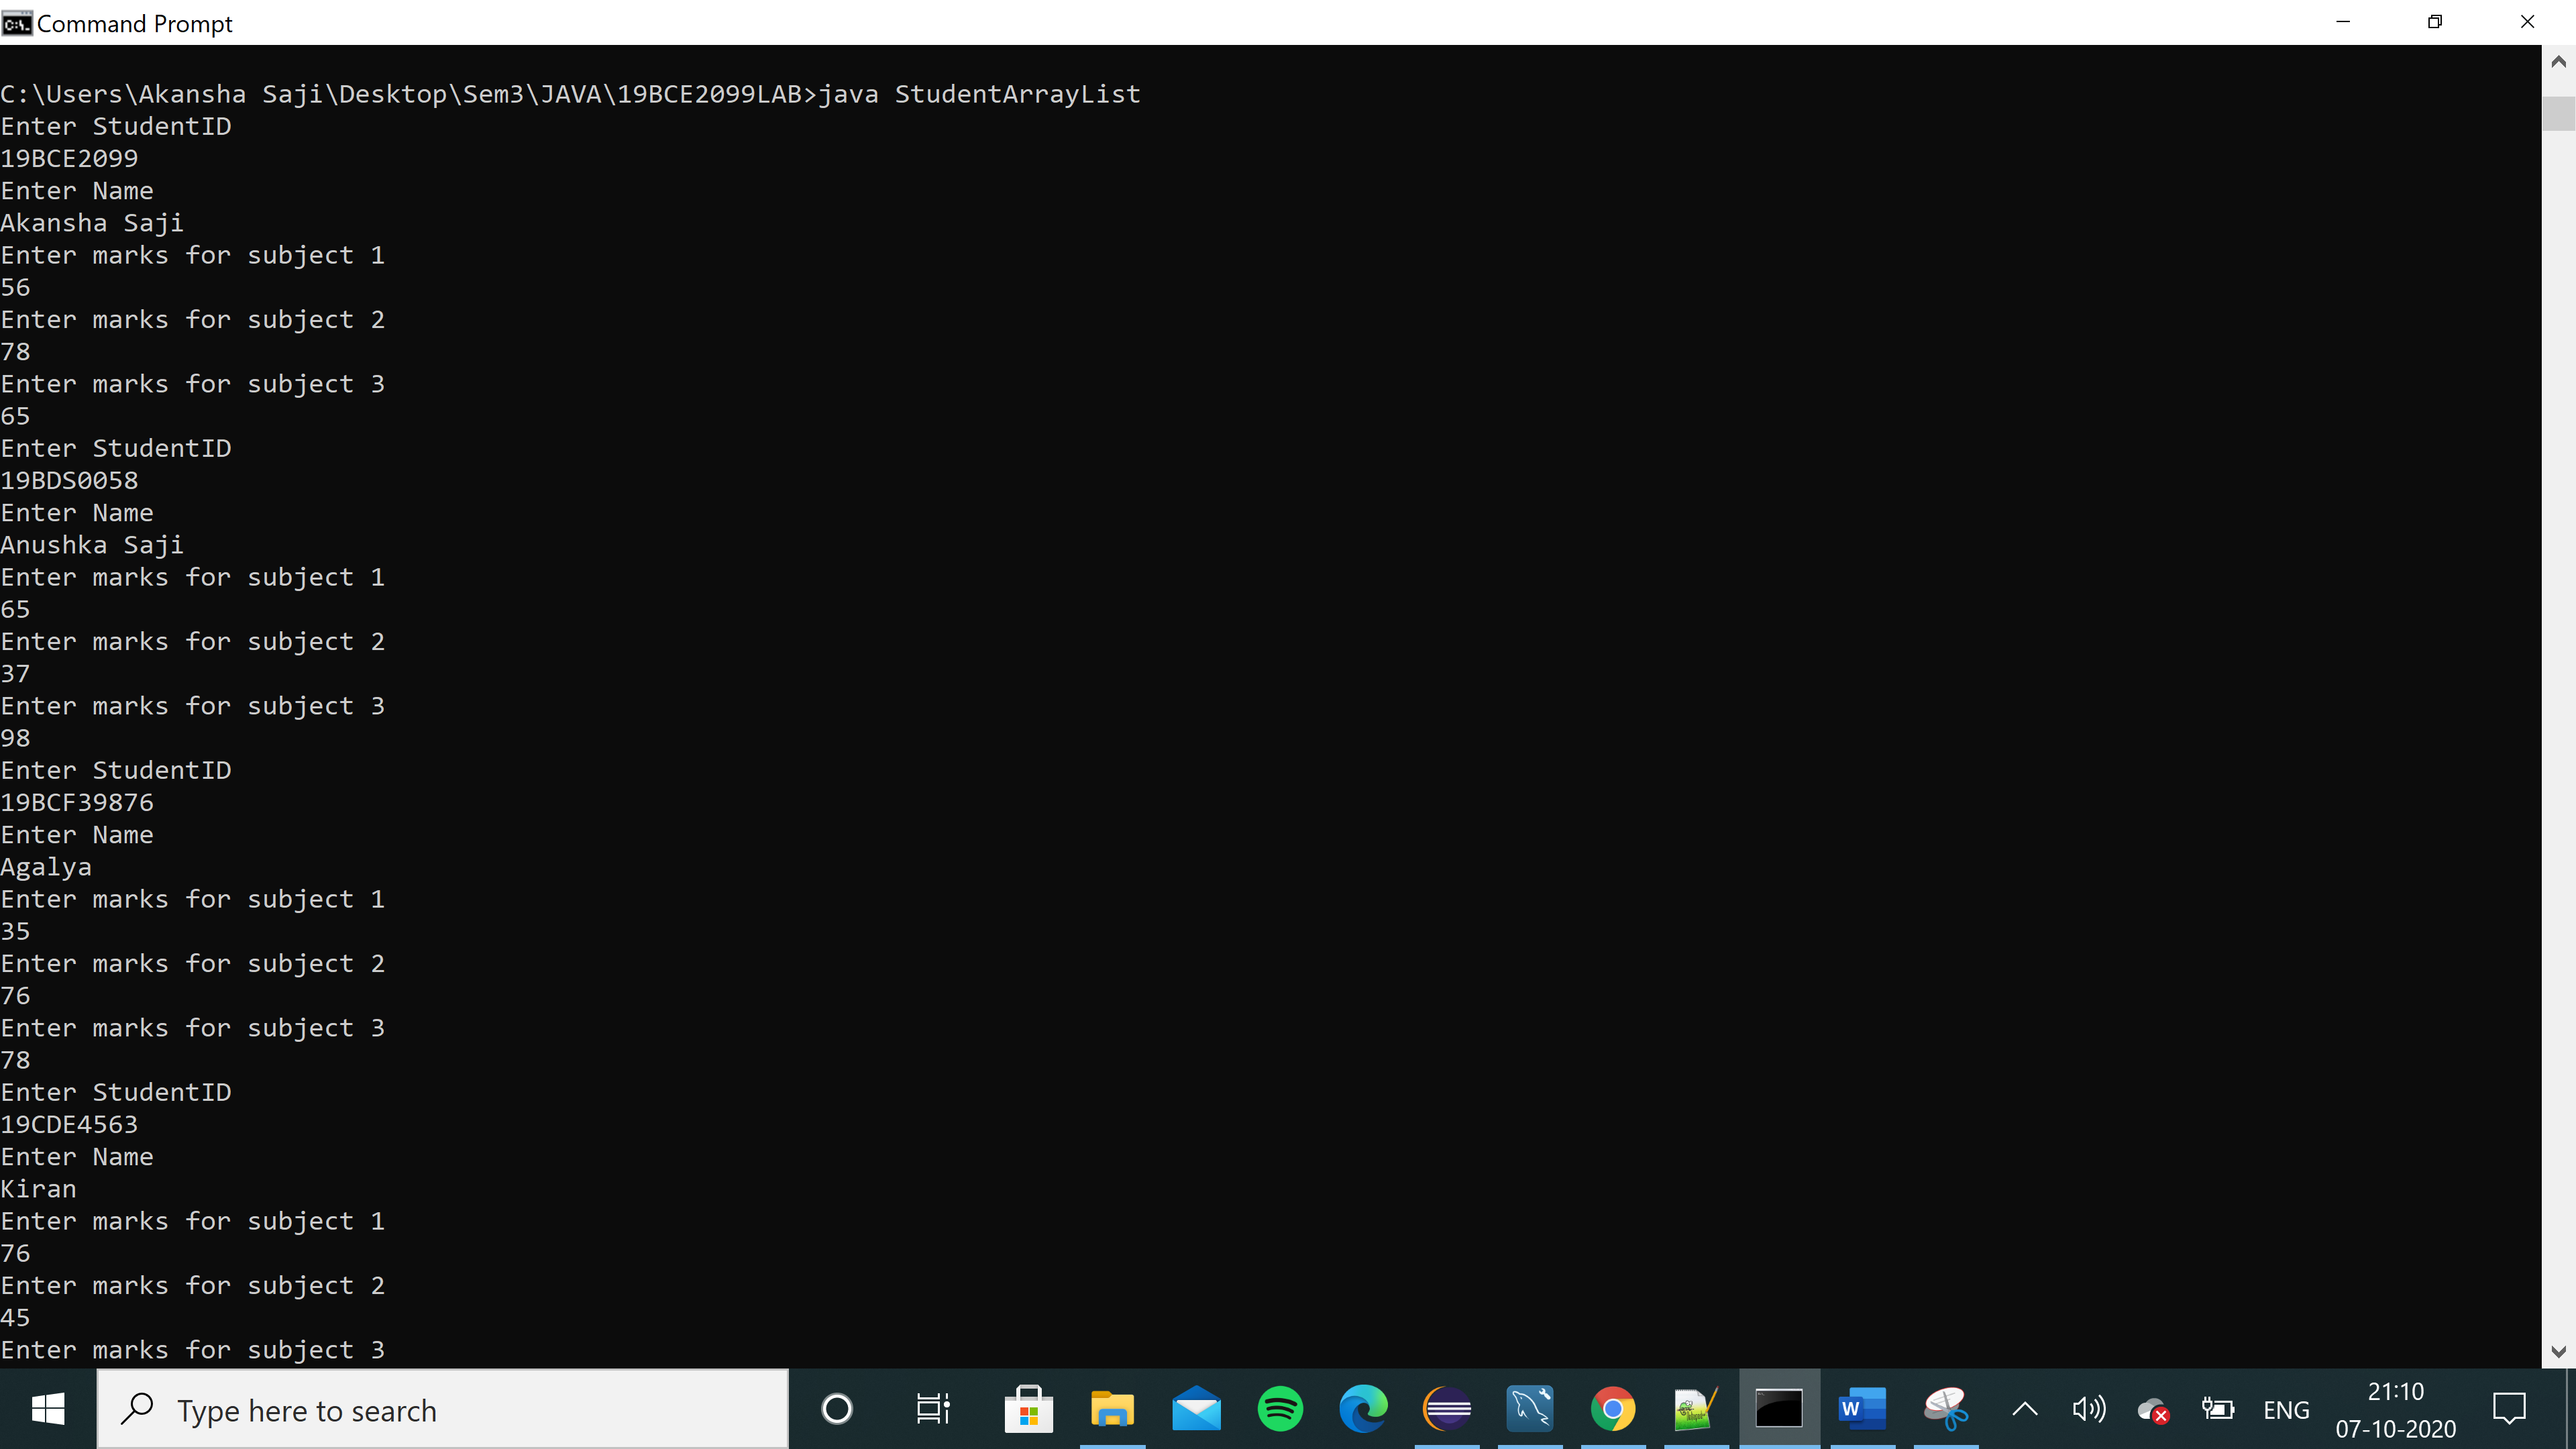 Command Prompt
C:\Users\Akansha Saji\Desktop\Sem3\JAVA\19BCE2099LAB>java StudentArrayList
Enter StudentID
19BCE2099
Enter Name
Akansha Saji
Enter marks for subject 1
56
Enter marks for subject 2
78
Enter marks for subject 3
65
Enter StudentID
19BDS0058
Enter Name
Anushka Saji
Enter marks for subject 1
65
Enter marks for subject 2
37
Enter marks for subject 3
98
Enter StudentID
19BCF39876
Enter Name
Agalya
Enter marks for subject 1
35
Enter marks for subject 2
76
Enter marks for subject 3
78
Enter StudentID
19CDE4563
Enter Name
Kiran
Enter marks for subject 1
76
Enter marks for subject 2
45
Enter marks for subject 3
Type here to search
W
ENG
21:10
07-10-2020